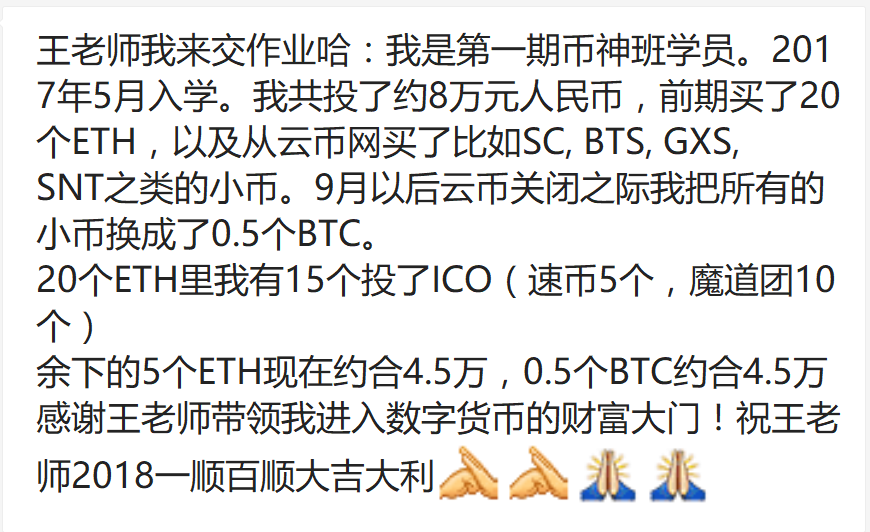 王老师我来交作业哈：我是第一期币神班学员。201
7年5月入学。我共投了约8万元人民币，前期买了20
个ETH，以及从云币网买了比如SC, BTS, GXS,
SNT之类的小币。9月以后云币关闭之际我把所有的
小币换成了0.5个BTC。
20个ETH里我有15个投了ICO（速币5个，魔道团10
个）
余下的5个ETH现在约合4.5万，0.5个BTC约合4.5万
感谢王老师带领我进入数字货币的财富大门！祝王老
师2018一顺百顺大吉大利